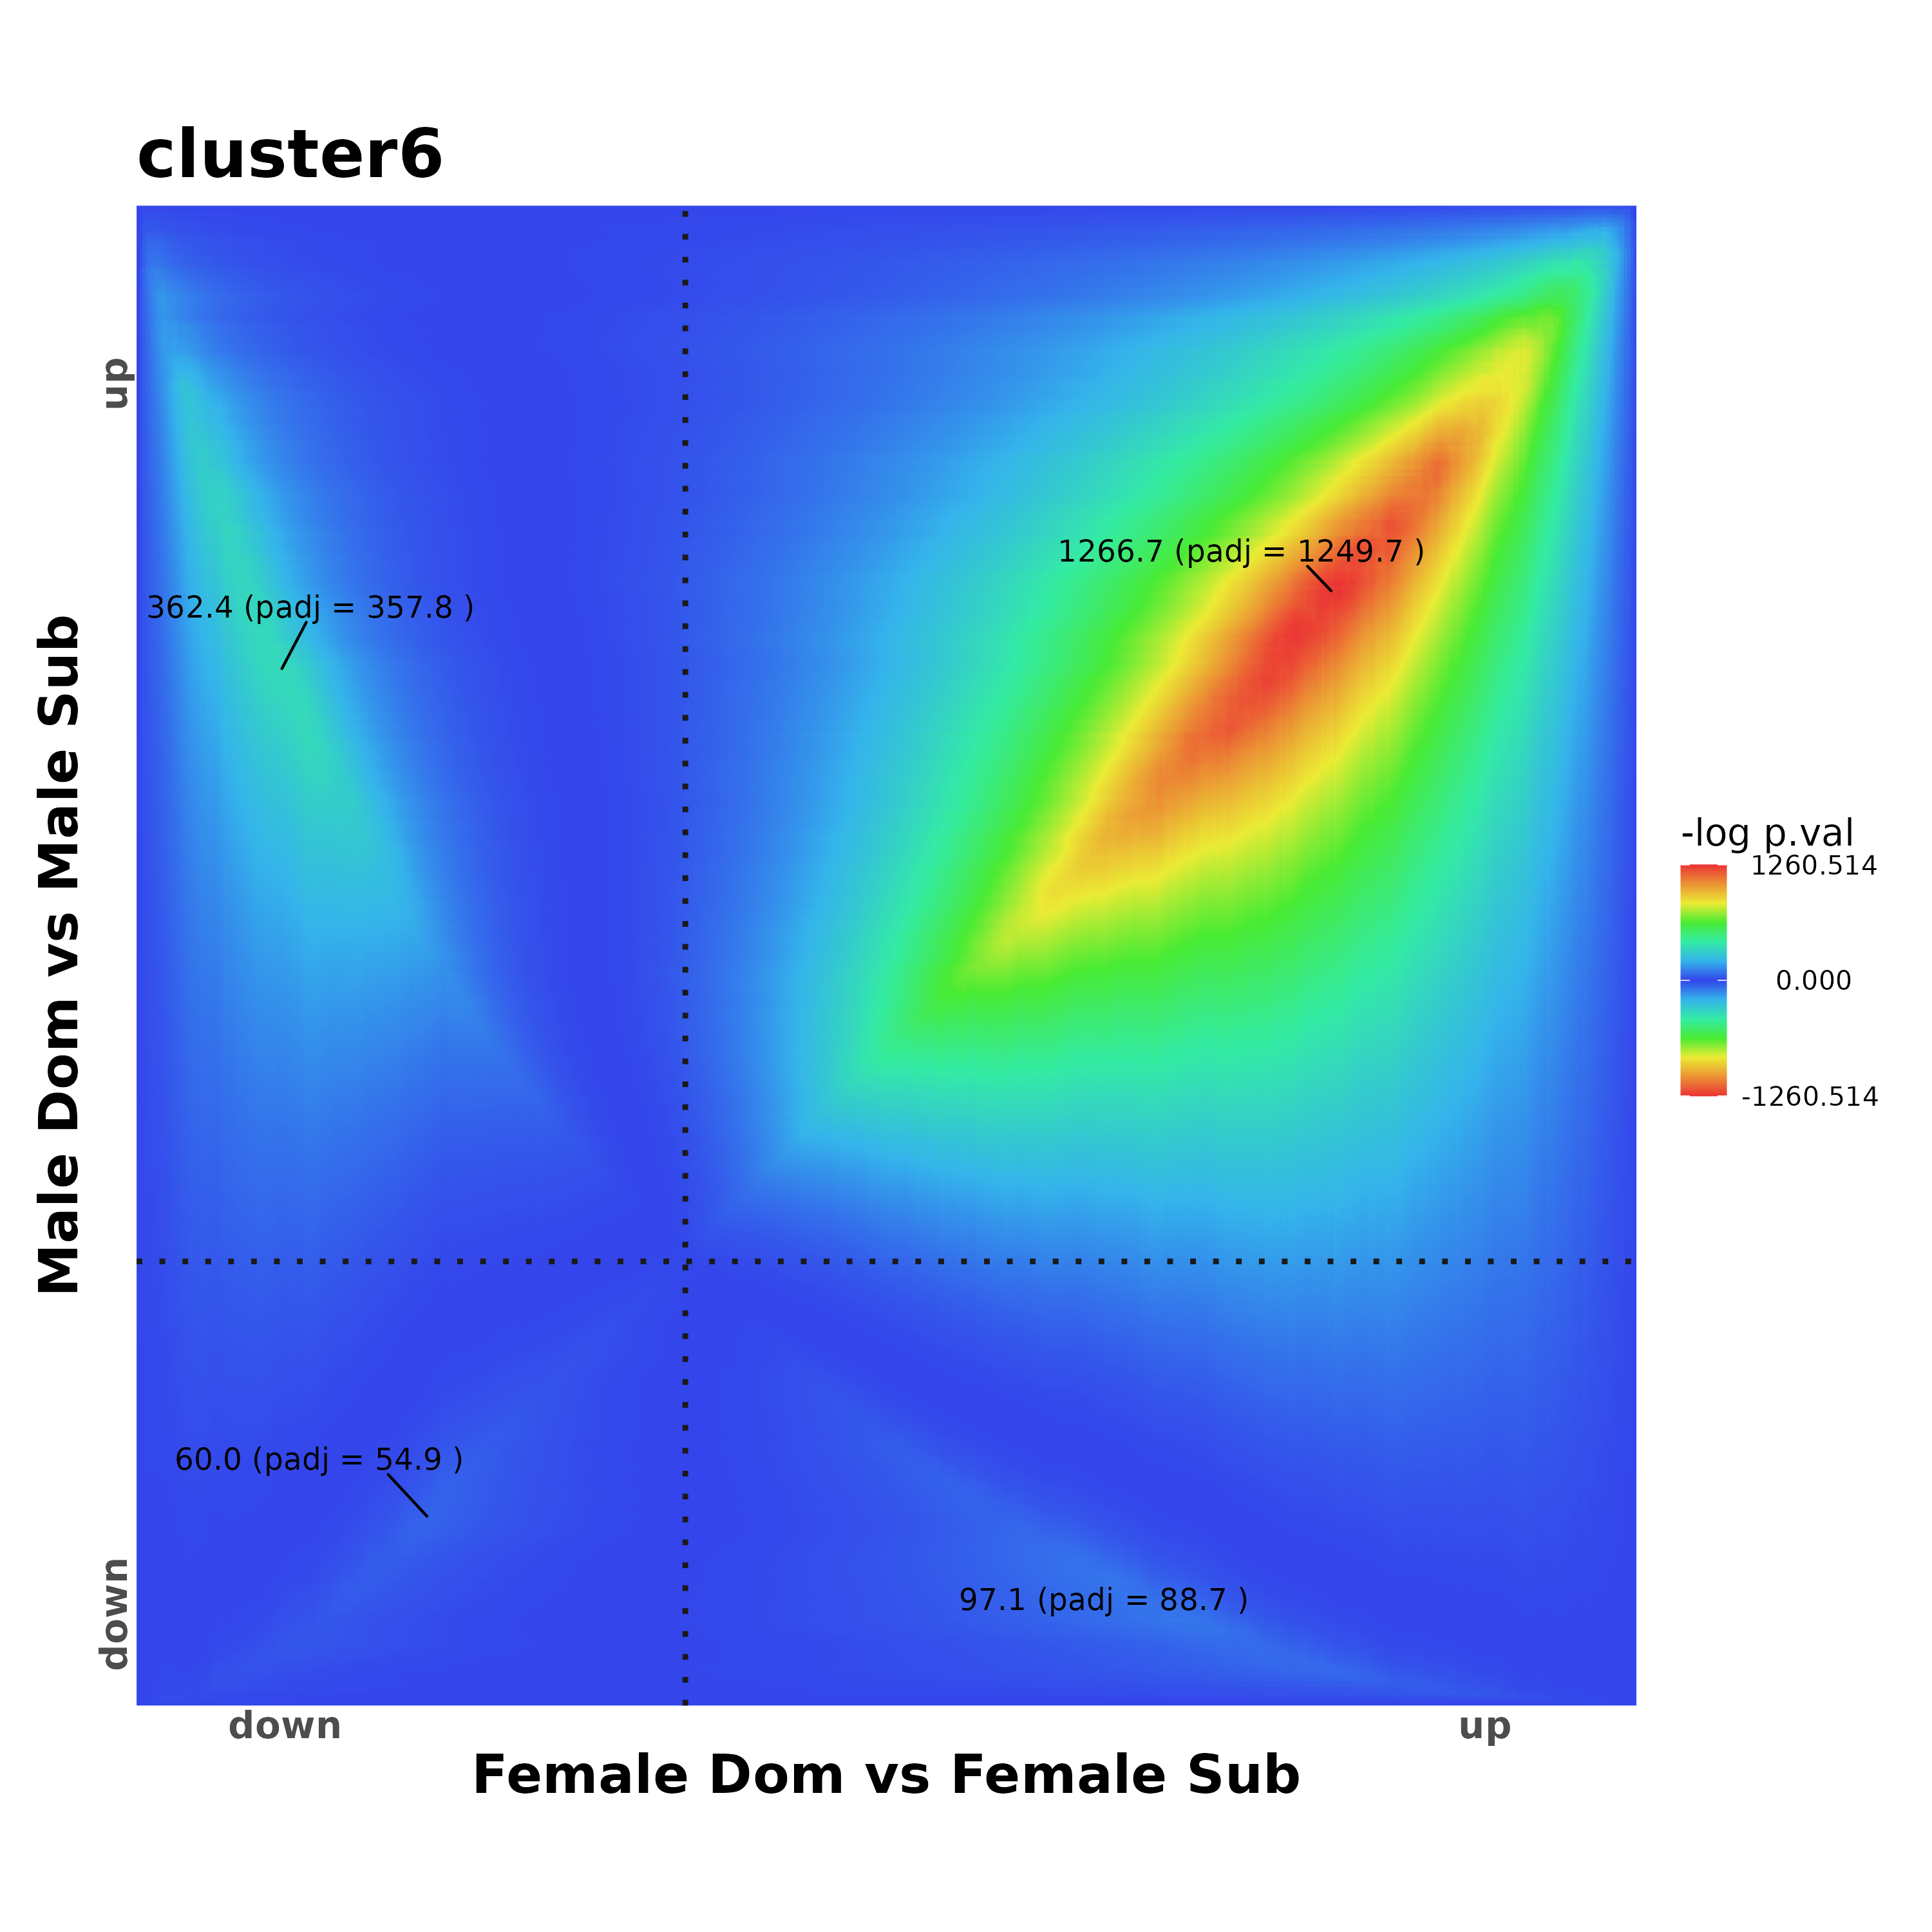 cluster6
up
down
Male Dom vs Male Sub
362.4 (padj = 357.8 )
1266.7 (padj = 1249.7 )
60.0 (padj = 54.9 )
97.1 (padj = 88.7 )
down
up
Female Dom vs Female Sub
-log p.val
1260.514
0.000
-1260.514